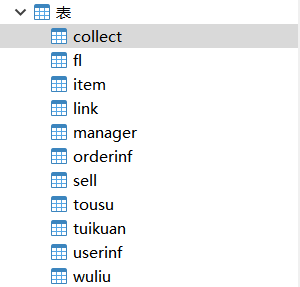 表
collect
fl
item
link
manager
orderinf
sell
tousu
tuikuan
userinf
wuliu